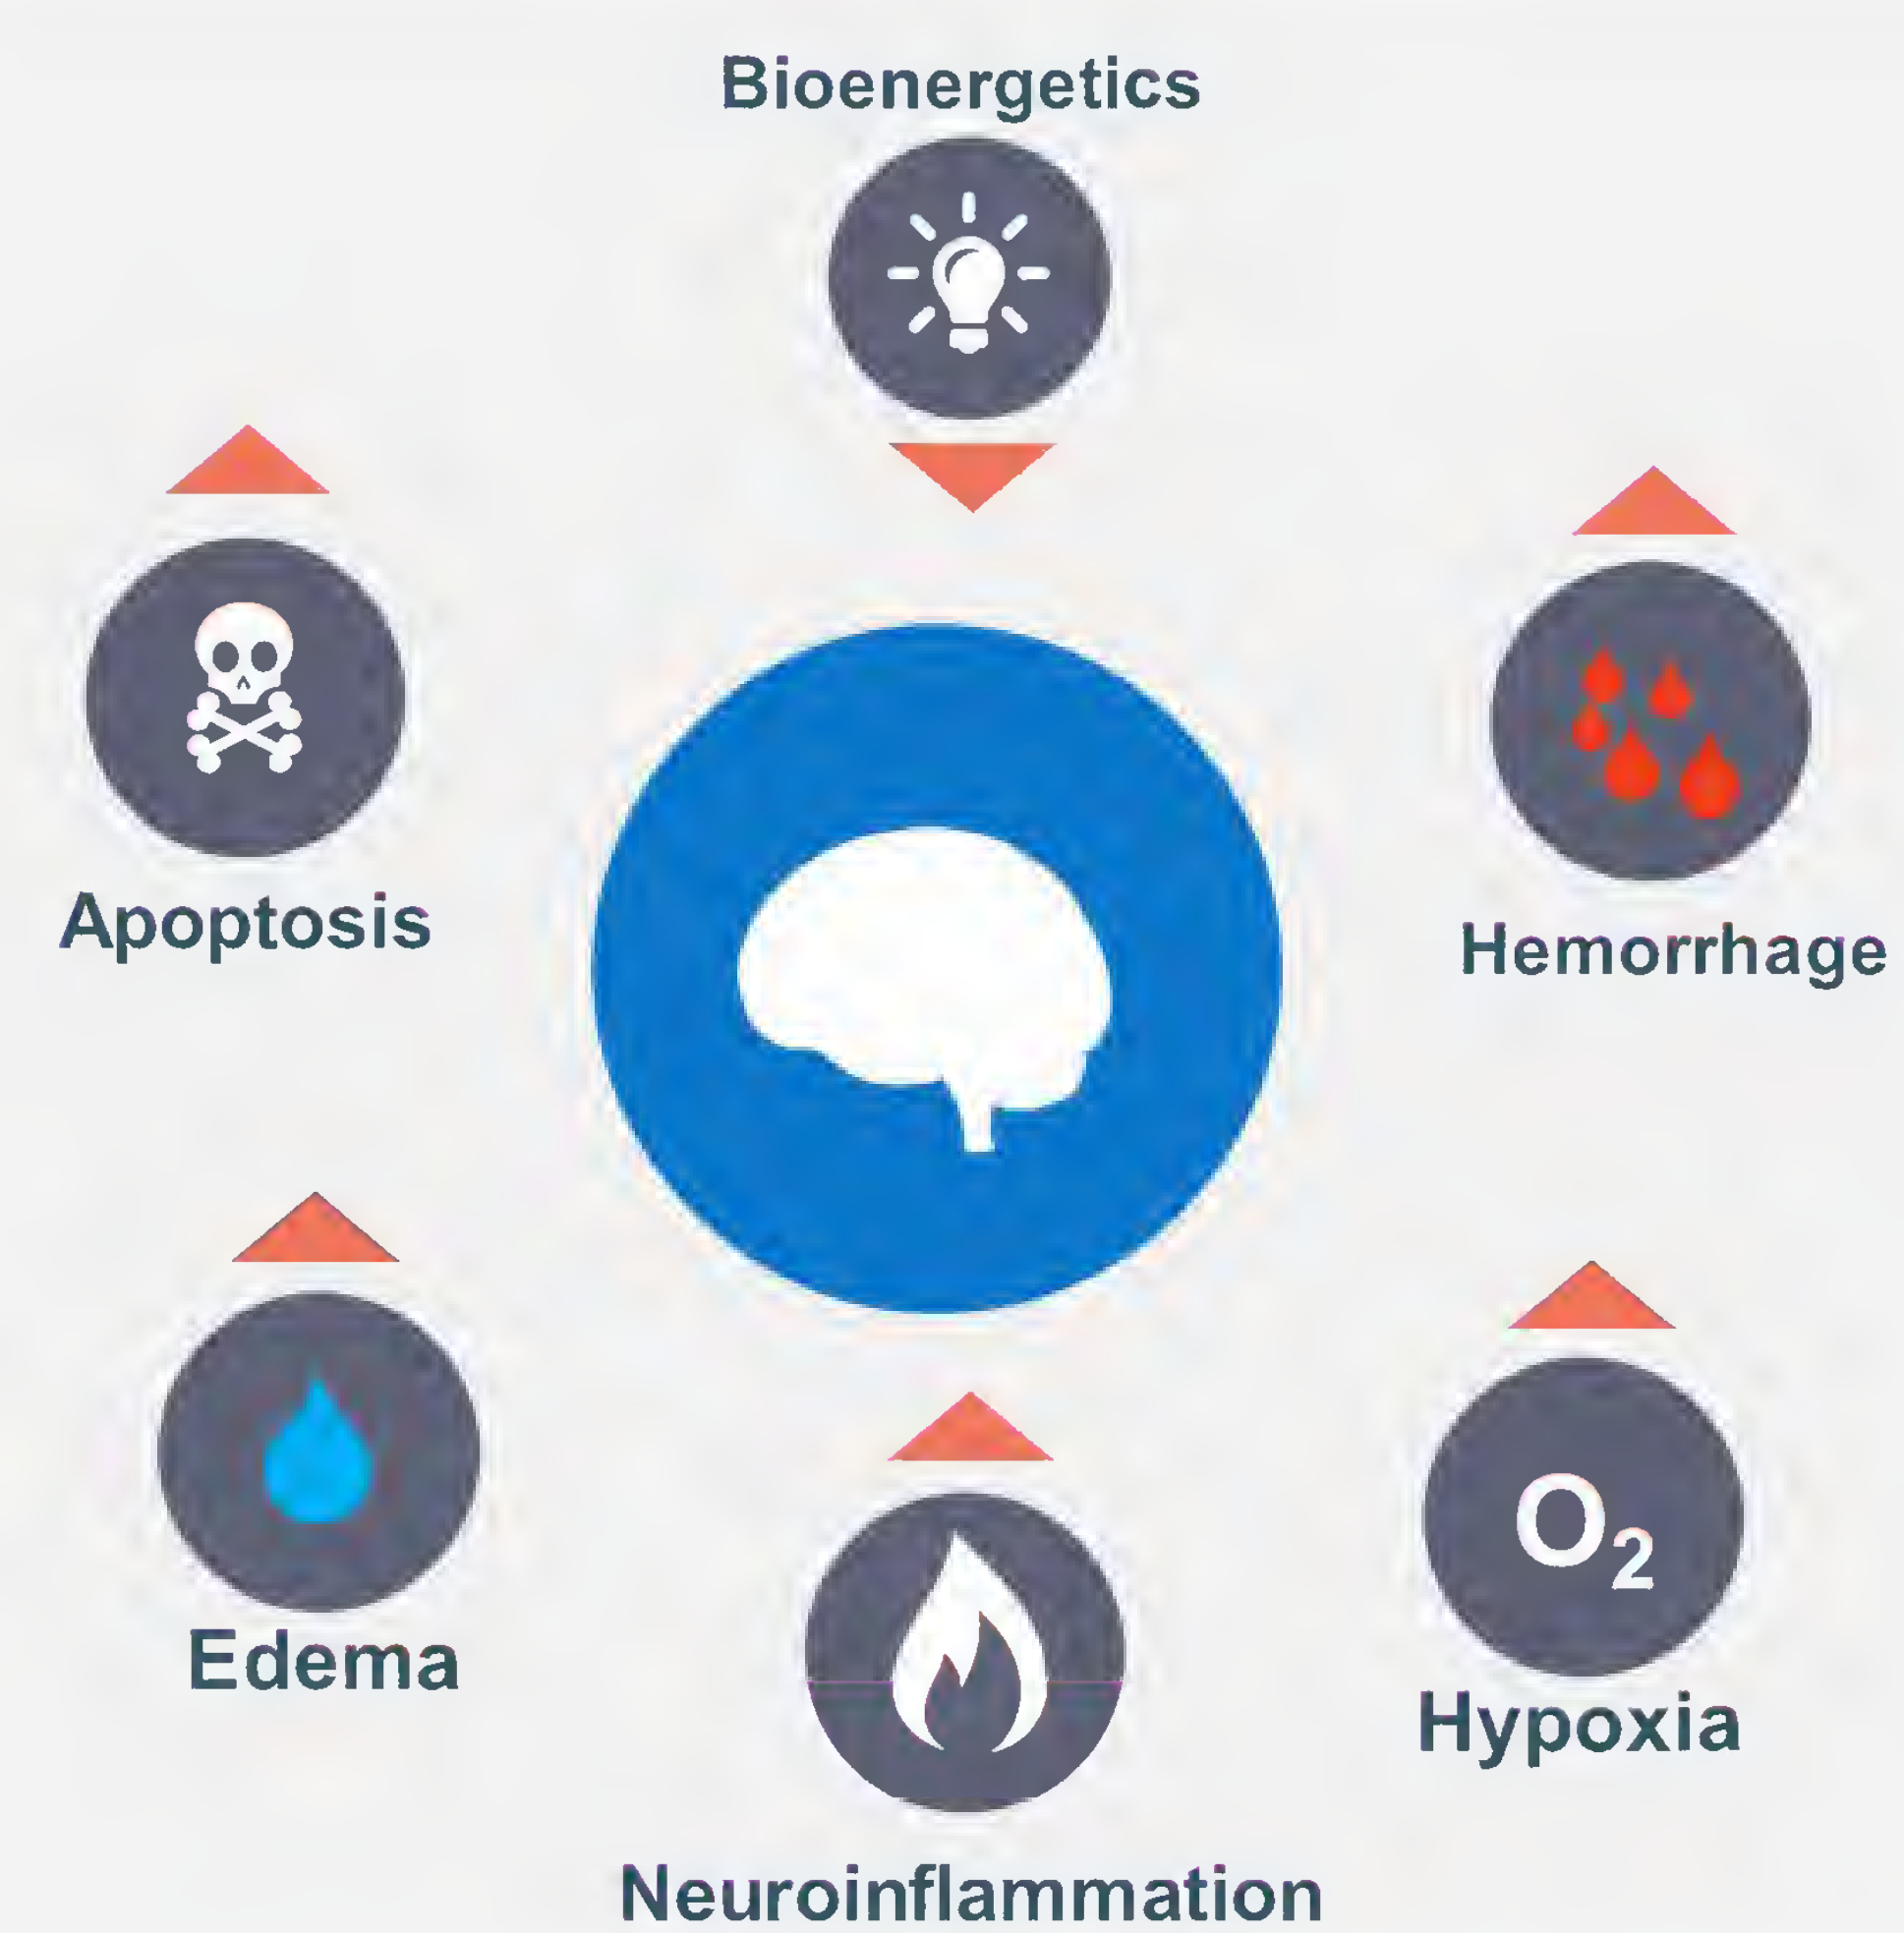 Bioenergetics
Apoptosis
Hemorrhage
Edema
O₂
Hypoxia
Neuroinflammation